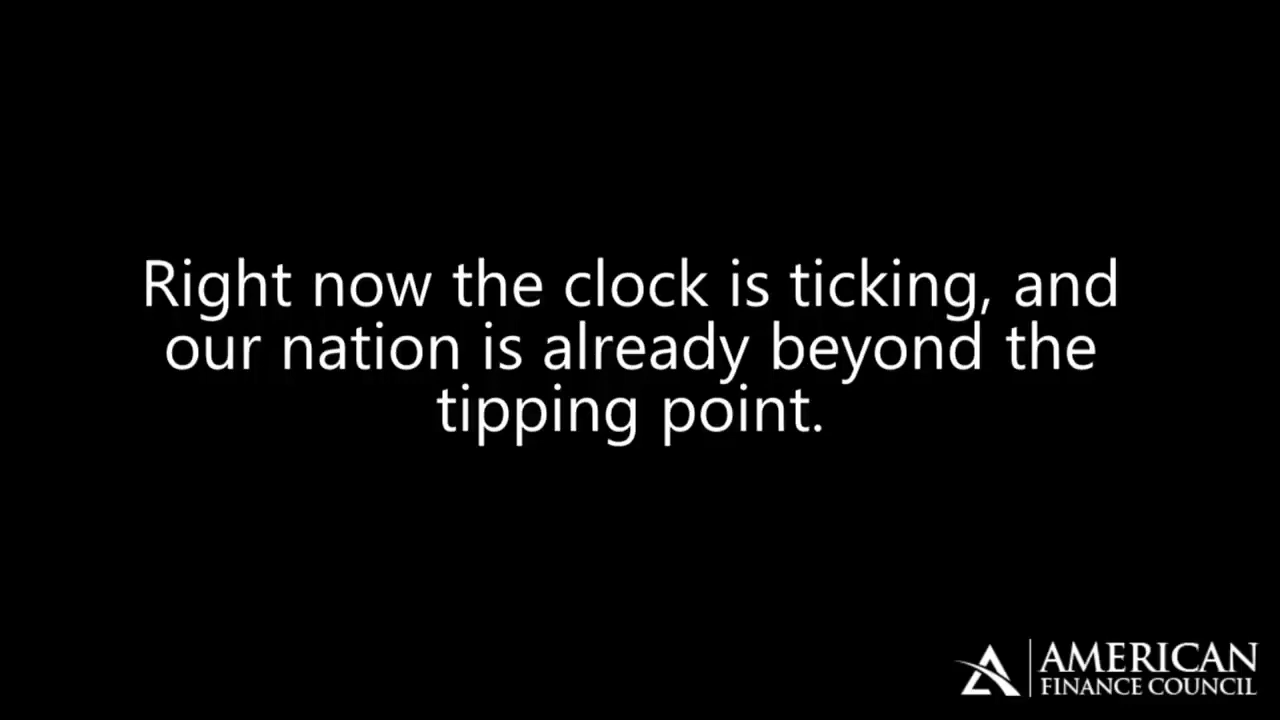 Right now the clock is ticking, and
our nation is already beyond the
tipping point.
AMERICAN
FINANCE COUNCIL